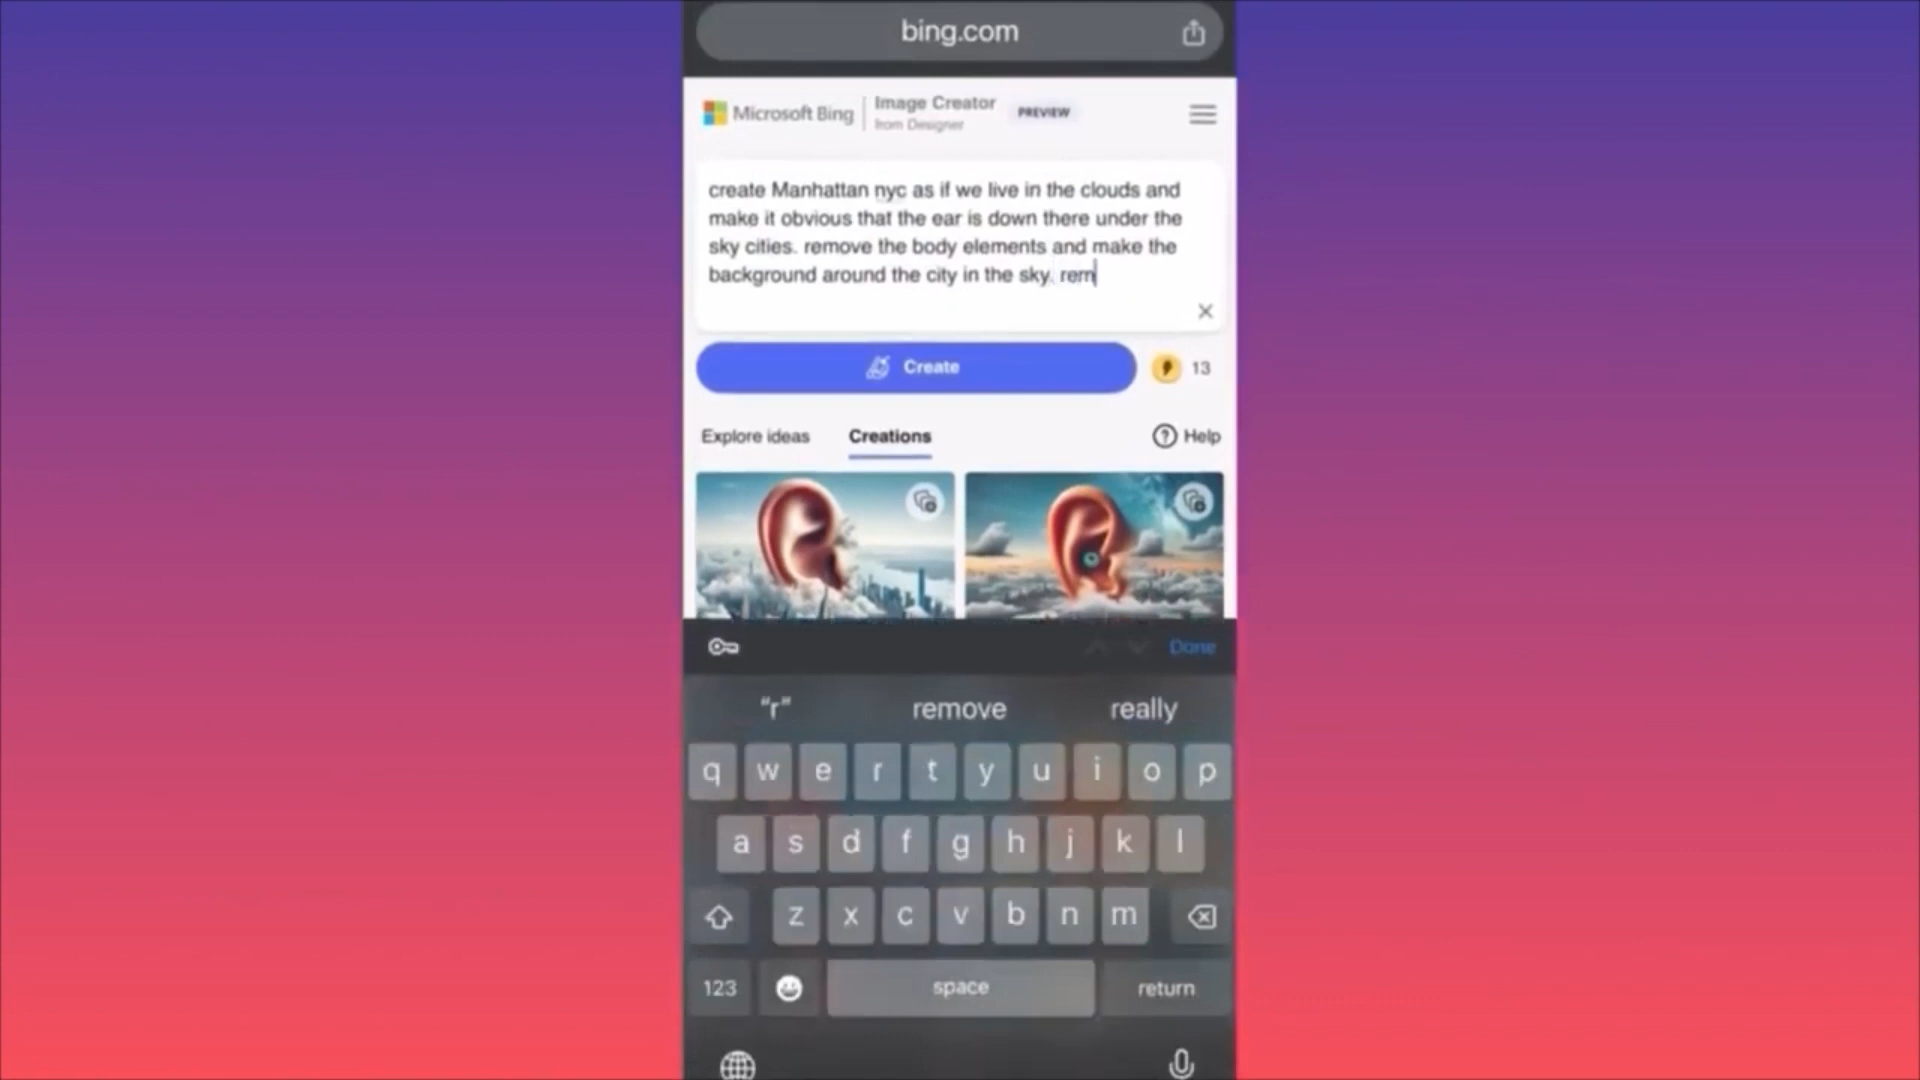 bing.com
Microsoft Bing
Image Creator
from Designer
PREVIEW
create Manhattan nyc as if we live in the clouds and
make it obvious that the ear is down there under the
sky cities. remove the body elements and make the
background around the city in the sky. rem
Create
13
Explore ideas
Creations
Help
Done
“r”
remove
really
q w e r t y u i o p
a s d f g h j k l
z x c v b n m
123
space
return